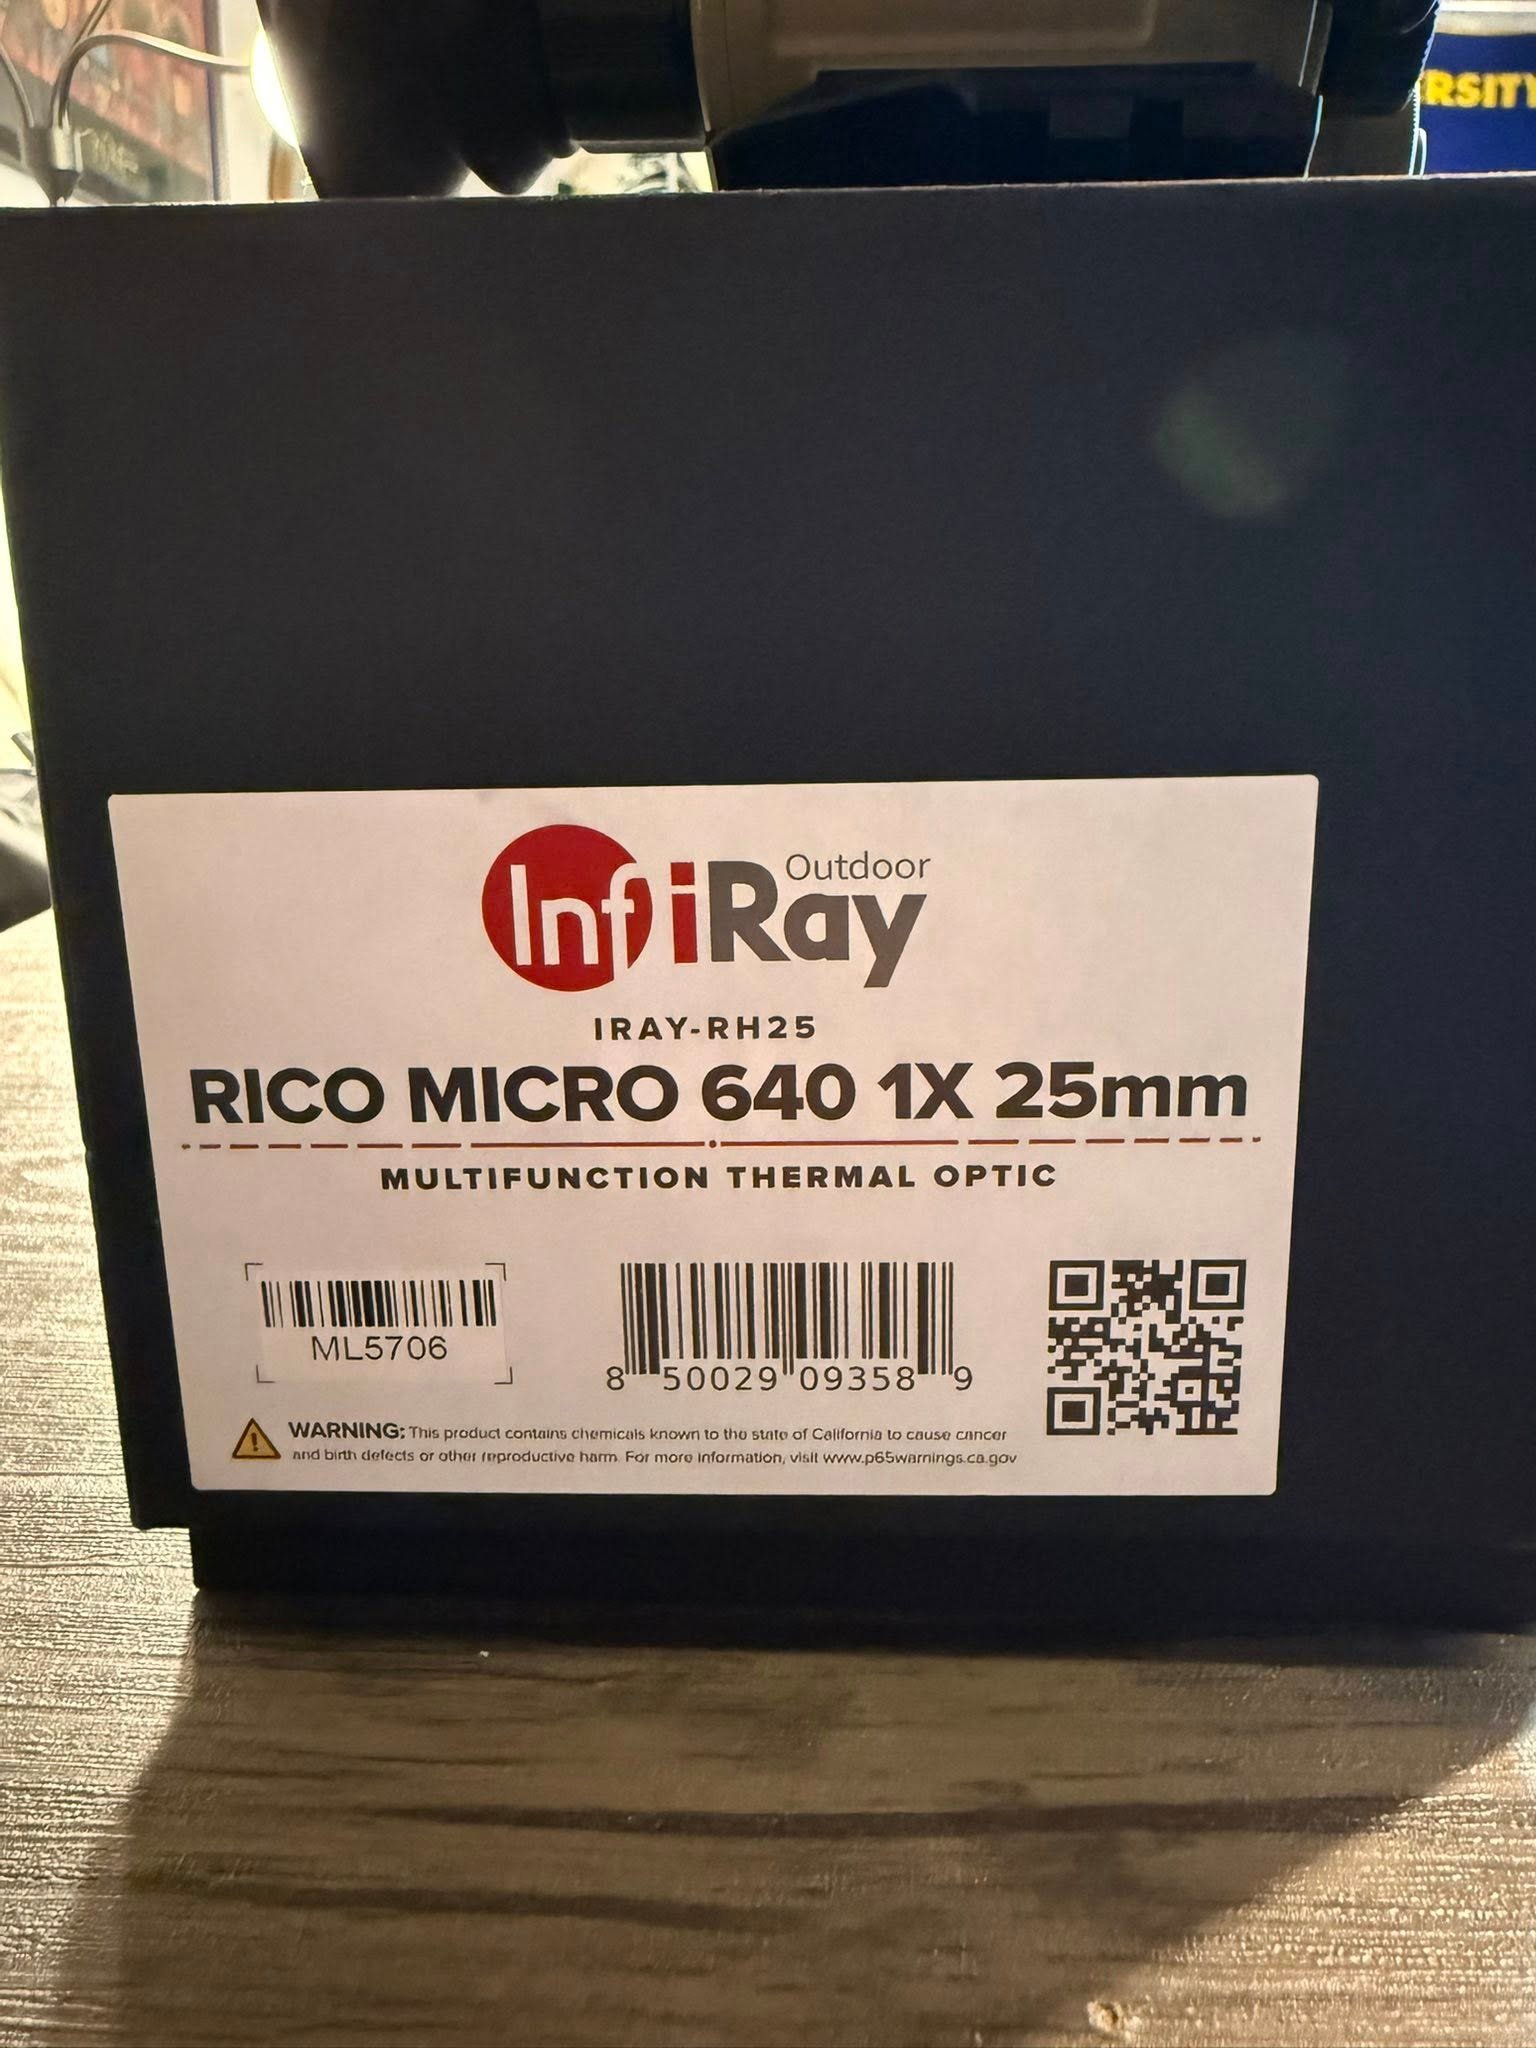 RSITY
InfiRay Outdoor
IRAY-RH25
RICO MICRO 640 1X 25mm
MULTIFUNCTION THERMAL OPTIC
ML5706
8 50029 09358 9
WARNING: This product contains chemicals known to the state of California to cause cancer
and birth defects or other reproductive harm. For more information, visit www.p65warnings.ca.gov